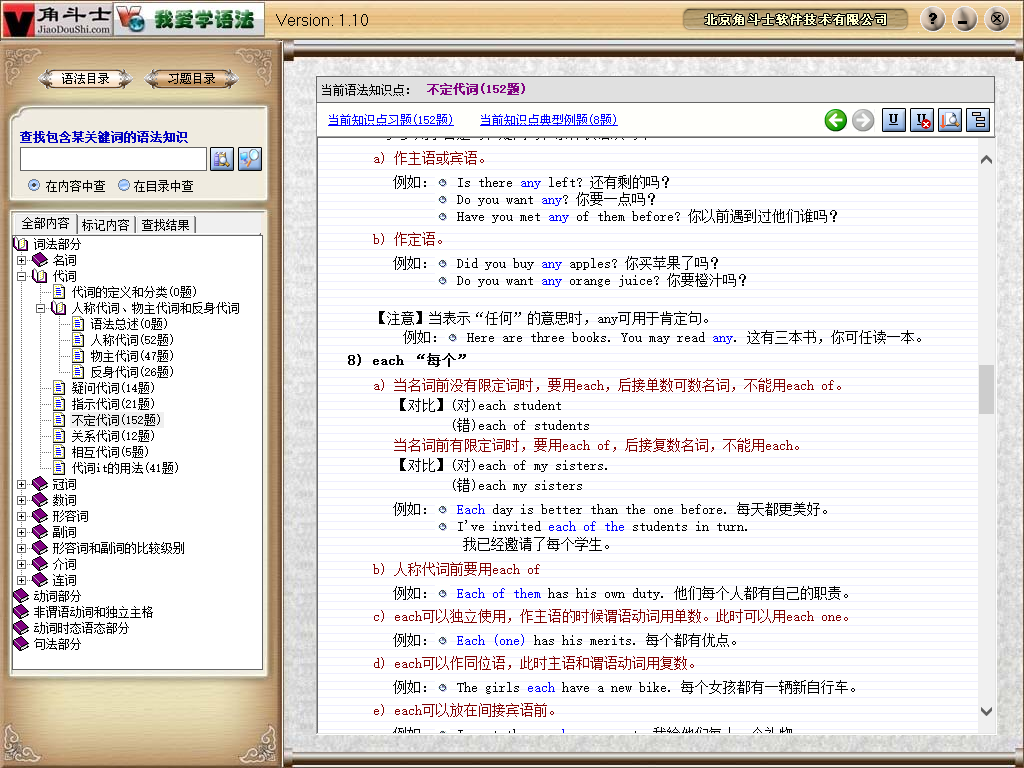 角斗士
JiaoDouShi.com
我爱学语法
Version: 1.10
北京角斗士软件技术有限公司
语法目录
习题目录
查找包含某关键词的语法知识
在内容中查
在目录中查
全部内容
标记内容
查找结果
词法部分
名词
代词
代词的定义和分类(0题)
人称代词、物主代词和反身代词
语法总述(0题)
人称代词(52题)
物主代词(47题)
反身代词(26题)
疑问代词(14题)
指示代词(21题)
不定代词(152题)
关系代词(12题)
相互代词(5题)
代词it的用法(41题)
冠词
数词
形容词
副词
形容词和副词的比较级别
介词
连词
动词部分
非谓语动词和独立主格
动词时态语态部分
句法部分
当前语法知识点: 不定代词(152题)
当前知识点习题(152题)
当前知识点典型例题(8题)
a) 作主语或宾语。
例如: Is there any left? 还有剩的吗?
Do you want any? 你要一点吗?
Have you met any of them before? 你以前遇到过他们谁吗?
b) 作定语。
例如: Did you buy any apples? 你买苹果了吗?
Do you want any orange juice? 你要橙汁吗?
【注意】当表示“任何”的意思时，any可用于肯定句。
例如: Here are three books. You may read any. 这有三本书，你可任读一本。
8) each “每个”
a) 当名词前没有限定词时，要用each，后接单数可数名词，不能用each of。
【对比】(对)each student
(错)each of students
当名词前有限定词时，要用each of，后接复数名词，不能用each。
【对比】(对)each of my sisters.
(错)each my sisters
例如: Each day is better than the one before. 每天都更美好。
I've invited each of the students in turn.
我已经邀请了每个学生。
b) 人称代词前要用each of
例如: Each of them has his own duty. 他们每个人都有自己的职责。
c) each可以独立使用，作主语的时候谓语动词用单数。此时可以用each one。
例如: Each (one) has his merits. 每个都有优点。
d) each可以作同位语，此时主语和谓语动词用复数。
例如: The girls each have a new bike. 每个女孩都有一辆新自行车。
e) each可以放在间接宾语前。